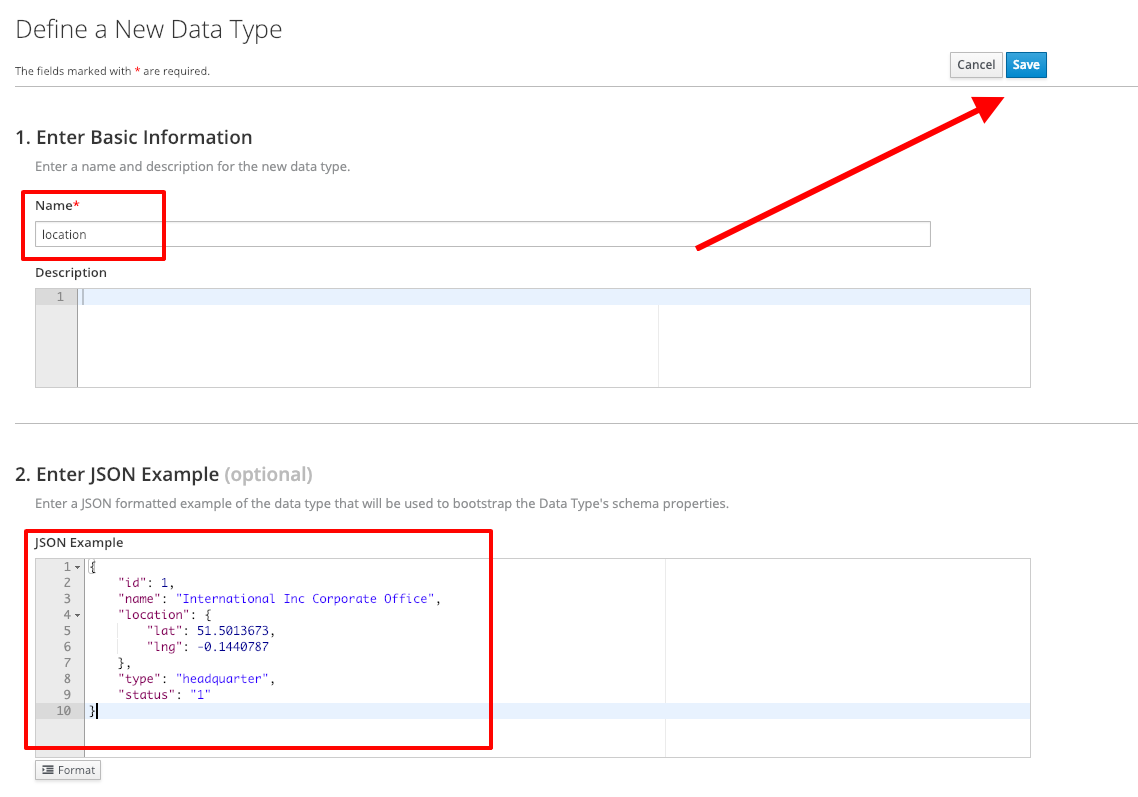 Define a New Data Type
The fields marked with * are required.
Cancel Save
1. Enter Basic Information
Enter a name and description for the new data type.
Name*
location
Description
1
2. Enter JSON Example (optional)
Enter a JSON formatted example of the data type that will be used to bootstrap the Data Type's schema properties.
JSON Example
1 {
2     "id": 1,
3     "name": "International Inc Corporate Office",
4     "location": {
5         "lat": 51.5013673,
6         "lng": -0.1440787
7     },
8     "type": "headquarter",
9     "status": "1"
10 }
Format